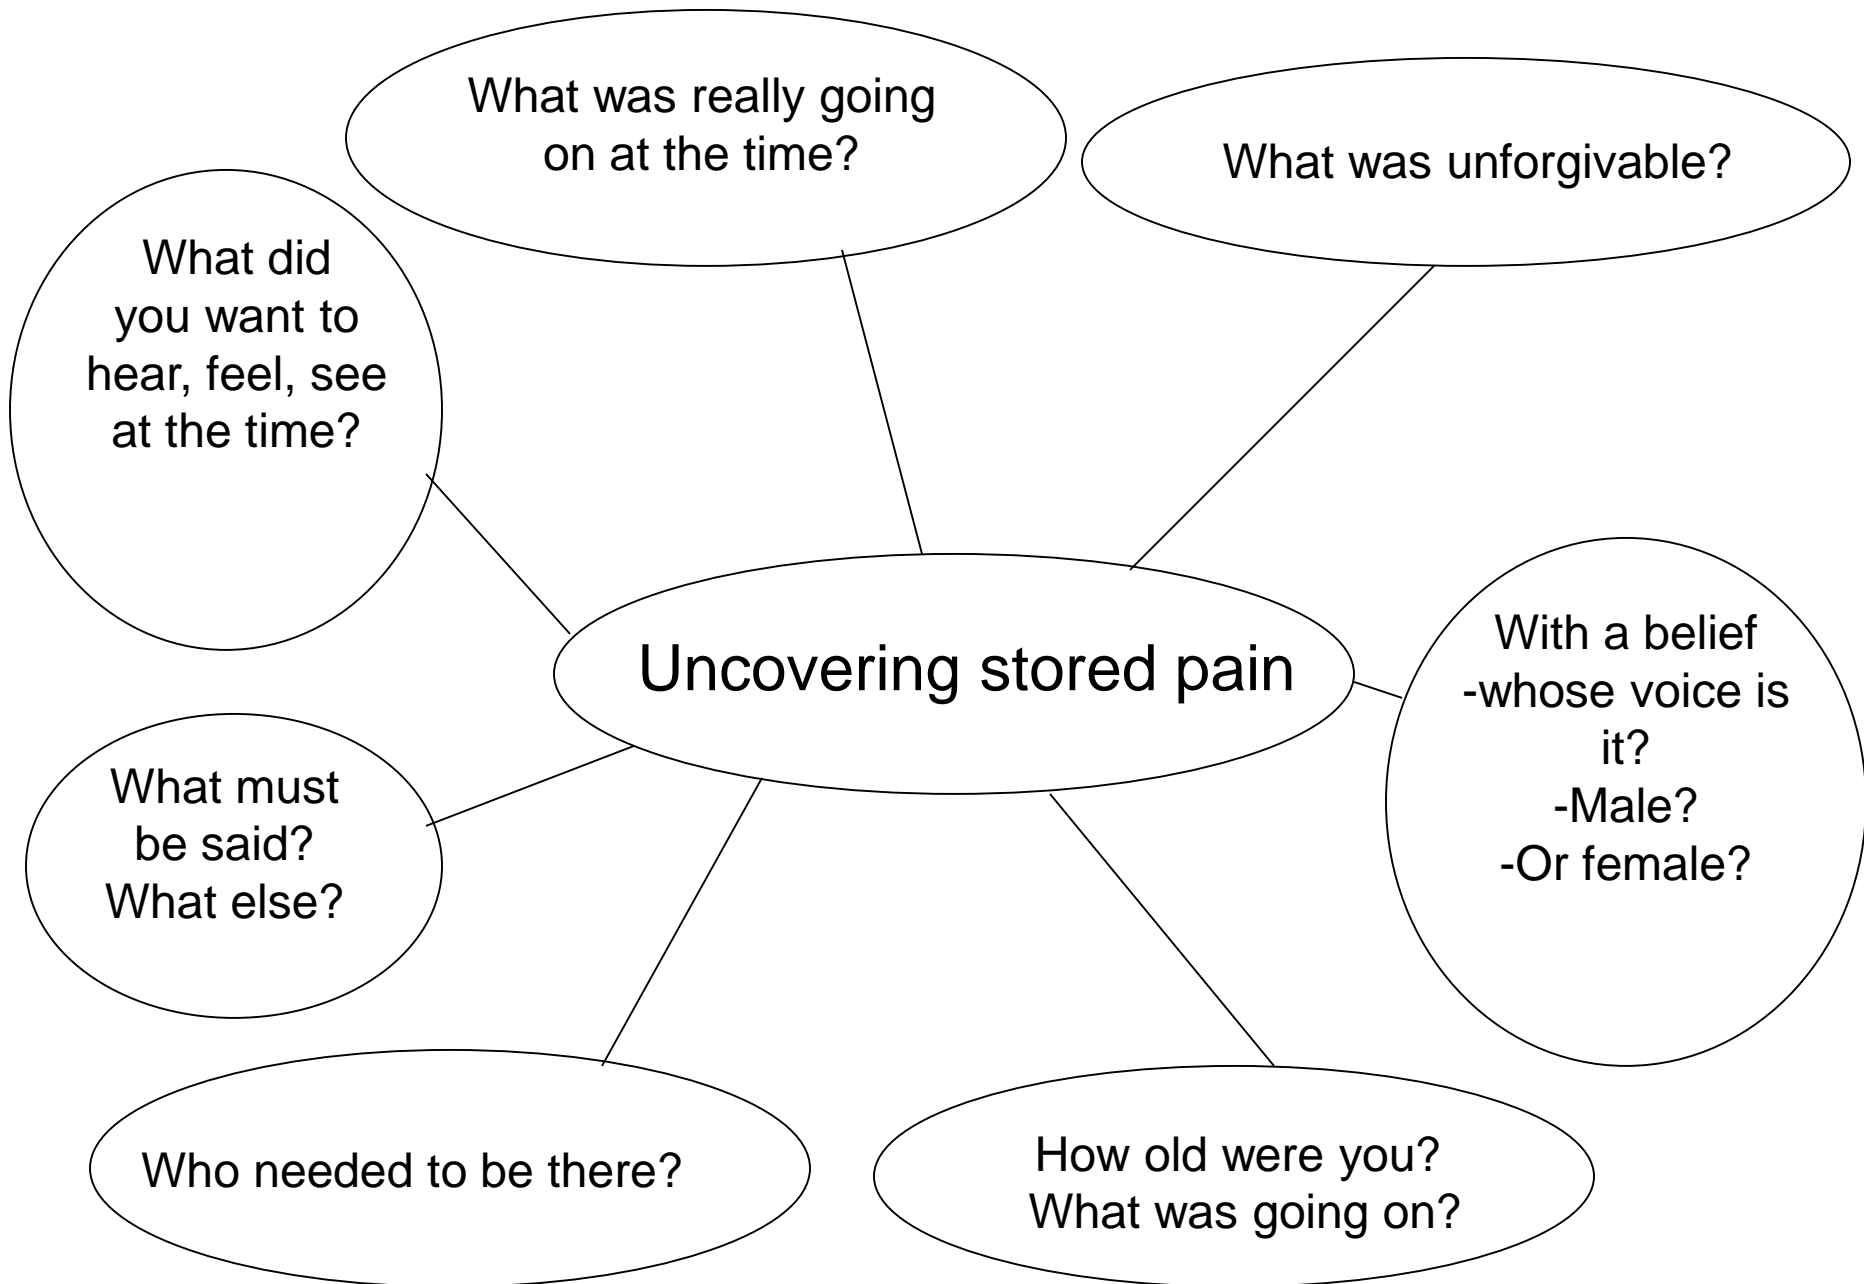 What was really going
on at the time?
What was unforgivable?
What did
you want to
hear, feel, see
at the time?
Uncovering stored pain
With a belief
-whose voice is
it?
-Male?
-Or female?
What must
be said?
What else?
Who needed to be there?
How old were you?
What was going on?